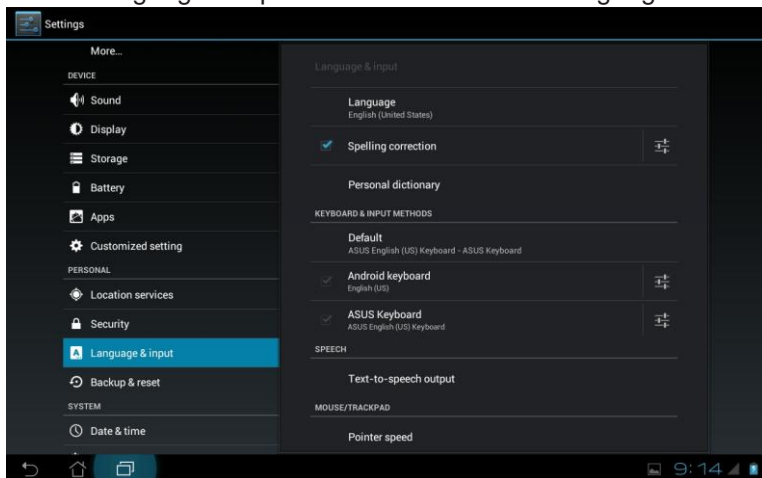 Settings
More...
DEVICE
Sound
Display
Storage
Battery
Apps
Customized setting
PERSONAL
Location services
Security
A Language & input
Backup & reset
SYSTEM
Date & time
Language & input
Language
English (United States)
Spelling correction
Personal dictionary
KEYBOARD & INPUT METHODS
Default
ASUS English (US) Keyboard - ASUS Keyboard
Android keyboard
English (US)
ASUS Keyboard
ASUS English (US) Keyboard
SPEECH
Text-to-speech output
MOUSE/TRACKPAD
Pointer speed
9:14